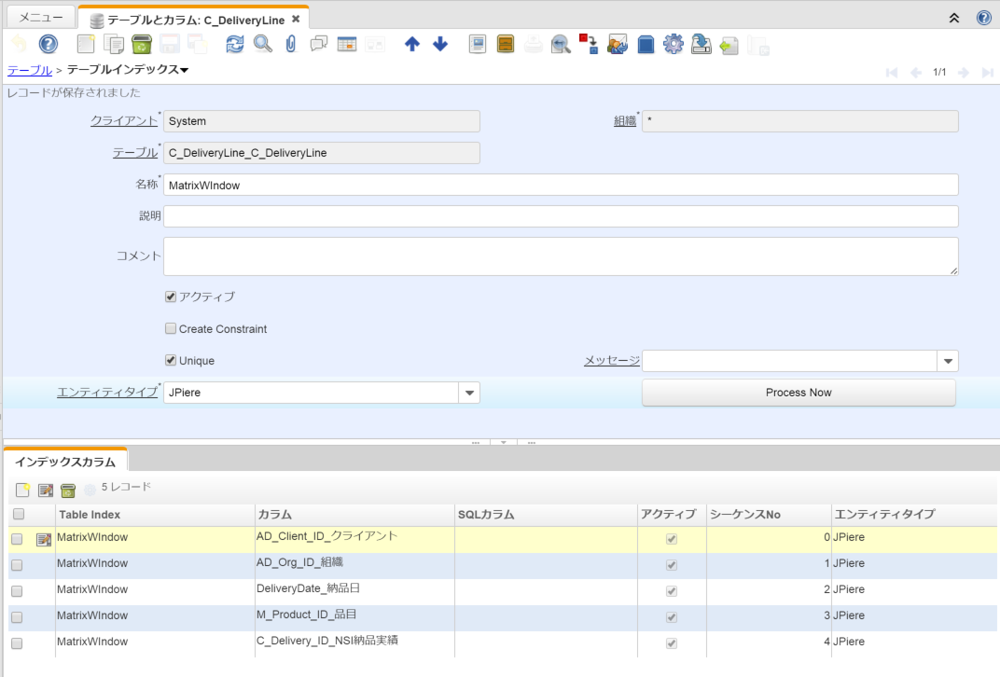 メニュー
テーブルとカラム: C_DeliveryLine
テーブル > テーブルインデックス
1/1
レコードが保存されました
クライアント* System
組織* *
テーブル* C_DeliveryLine_C_DeliveryLine
名称* MatrixWIndow
説明
コメント
アクティブ
Create Constraint
Unique
メッセージ
エンティティタイプ* JPiere
Process Now
インデックスカラム
5 レコード
Table Index カラム SQLカラム アクティブ シーケンスNo エンティティタイプ
MatrixWIndow AD_Client_ID_クライアント 0 JPiere
MatrixWIndow AD_Org_ID_組織 1 JPiere
MatrixWIndow DeliveryDate_納品日 2 JPiere
MatrixWIndow M_Product_ID_品目 3 JPiere
MatrixWIndow C_Delivery_ID_NSI納品実績 4 JPiere